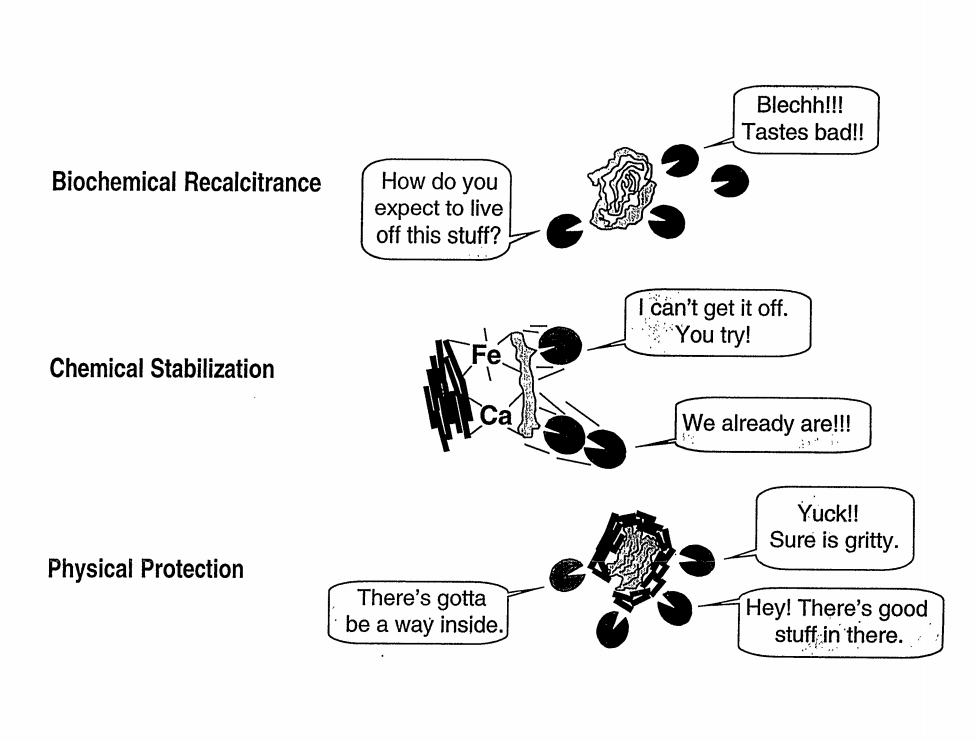 Biochemical Recalcitrance
How do you
expect to live
off this stuff?
Blechh!!!
Tastes bad!!
Chemical Stabilization
Fe
Ca
I can't get it off.
You try!
We already are!!!
Physical Protection
There's gotta
be a way inside.
Yuck!!
Sure is gritty.
Hey! There's good
stuff in there.